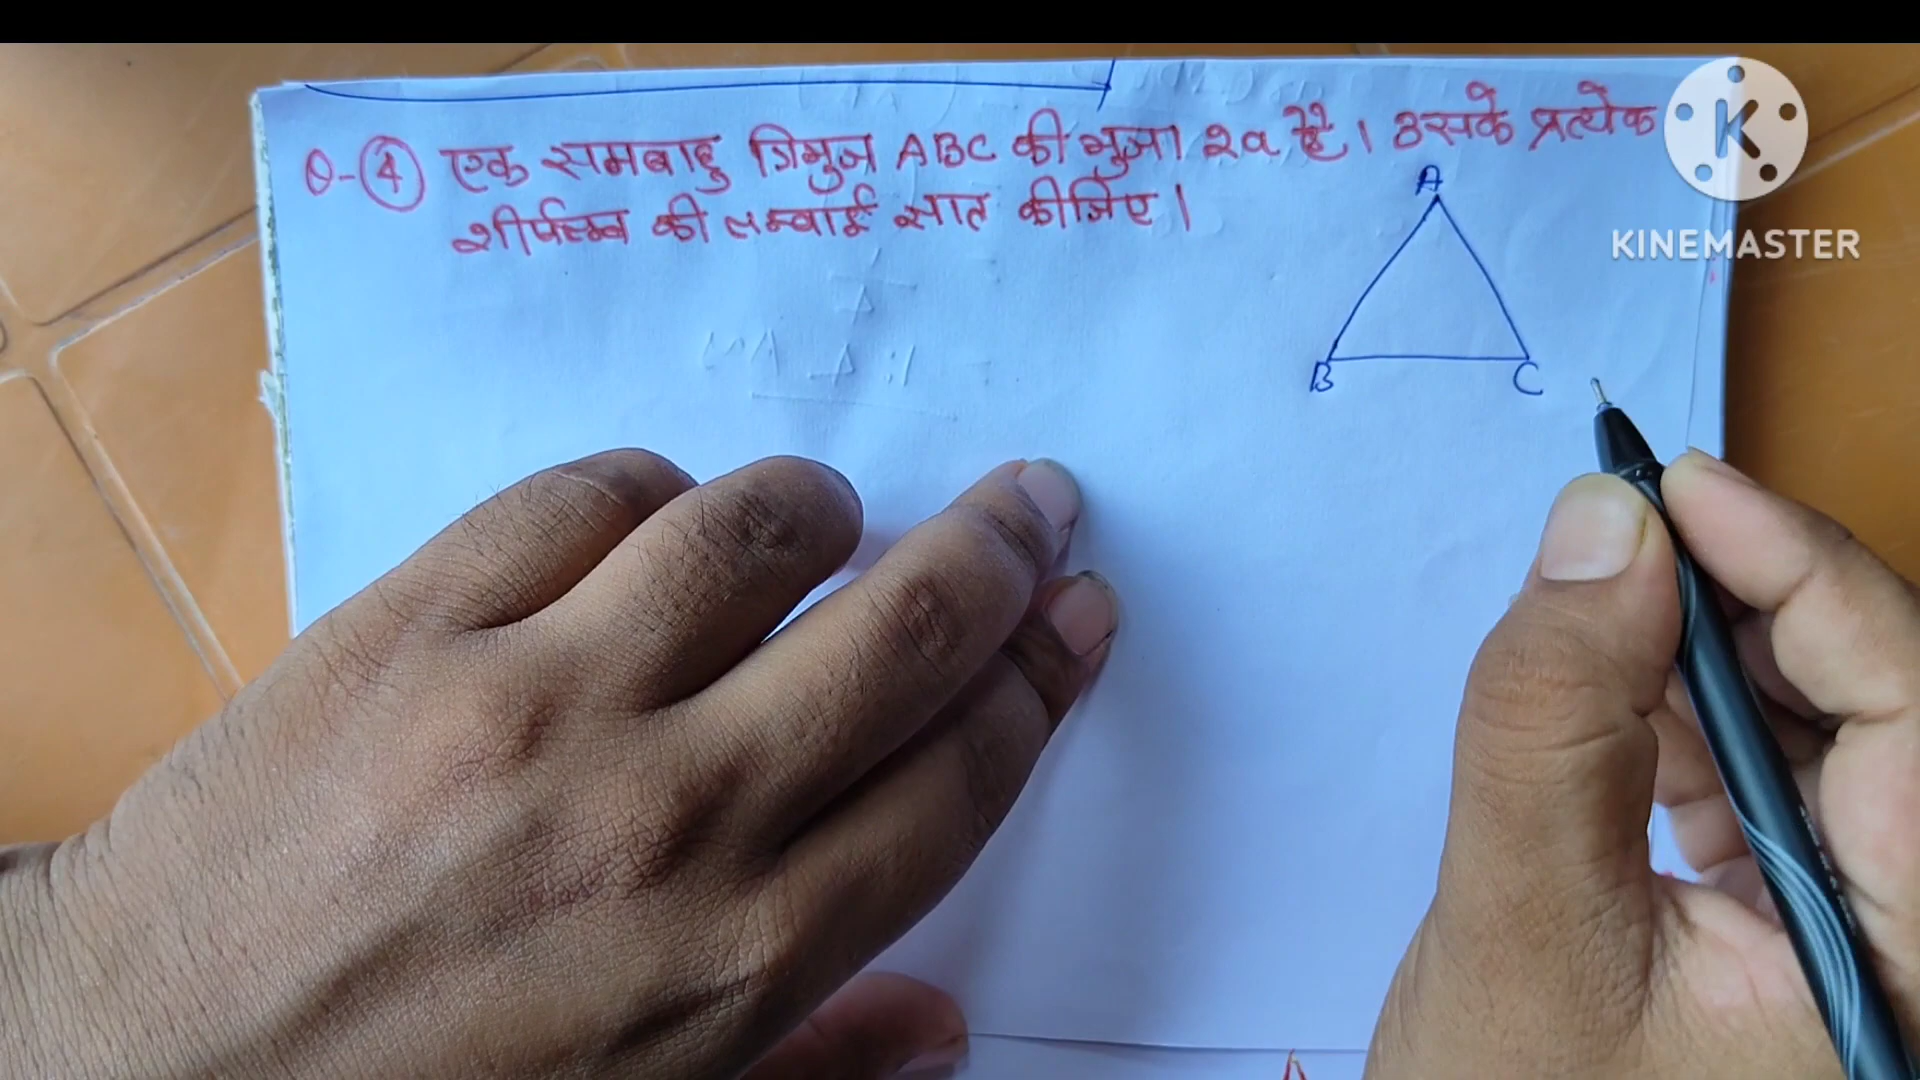 Q-④ एक समबाहु त्रिभुज ABC की भुजा 2a है। उसके प्रत्येक
शीर्षलम्ब की लम्बाई ज्ञात कीजिए।
A
B C
K
KINEMASTER